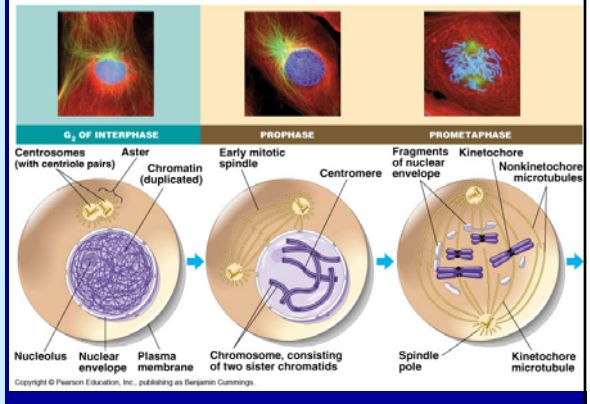 G2 OF INTERPHASE
PROPHASE
PROMETAPHASE
Centrosomes
(with centriole pairs)
Aster
Chromatin
(duplicated)
Early mitotic
spindle
Centromere
Fragments
of nuclear
envelope
Kinetochore
Nonkinetochore
microtubules
Nucleolus
Nuclear
envelope
Plasma
membrane
Chromosome, consisting
of two sister chromatids
Spindle
pole
Kinetochore
microtubule
Copyright © Pearson Education, Inc., publishing as Benjamin Cummings.